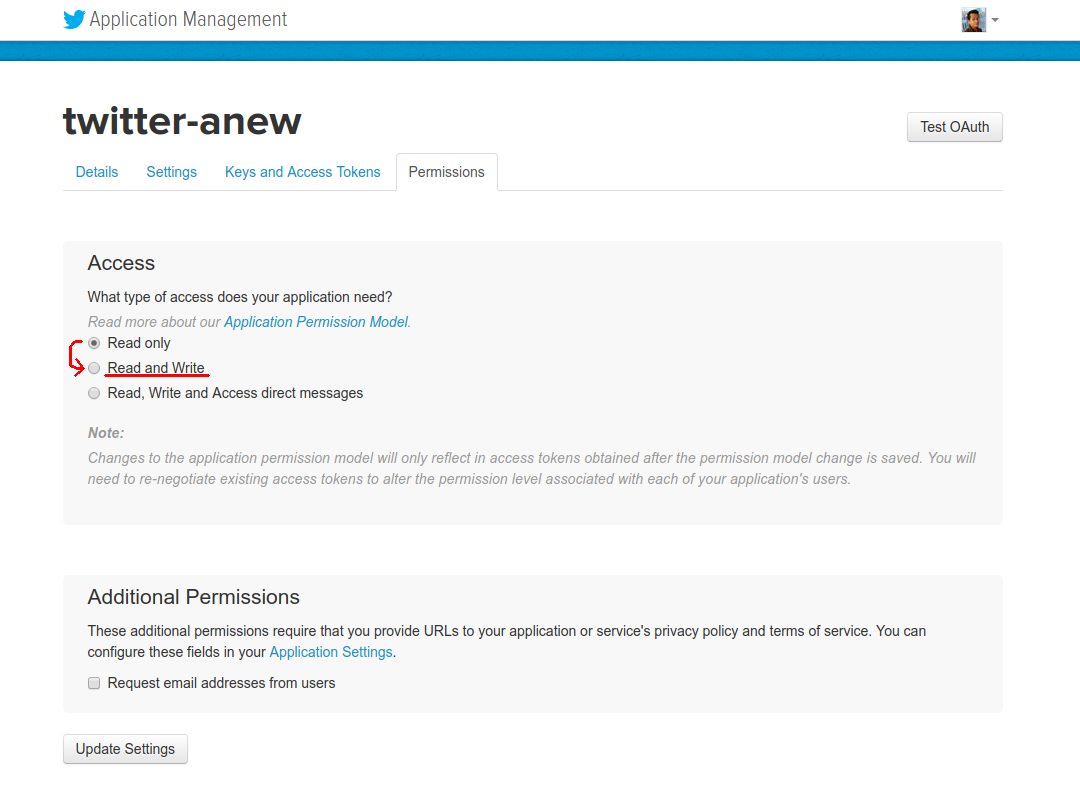 Application Management
twitter-anew
Test OAuth
Details Settings Keys and Access Tokens Permissions
Access
What type of access does your application need?
Read more about our Application Permission Model.
Read only
Read and Write
Read, Write and Access direct messages
Note:
Changes to the application permission model will only reflect in access tokens obtained after the permission model change is saved. You will
need to re-negotiate existing access tokens to alter the permission level associated with each of your application's users.
Additional Permissions
These additional permissions require that you provide URLs to your application or service's privacy policy and terms of service. You can
configure these fields in your Application Settings.
Request email addresses from users
Update Settings